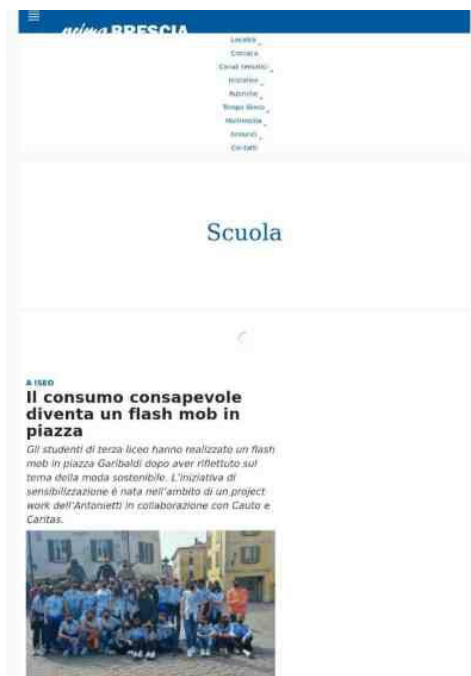 prima BRESCIA
Località
Cronaca
Canali tematici
Iniziative
Rubriche
Tempo libero
Multimedia
Annunci
Contatti
Scuola
A ISEO
Il consumo consapevole
diventa un flash mob in
piazza
Gli studenti di terza liceo hanno realizzato un flash
mob in piazza Garibaldi dopo aver riflettuto sul
tema della moda sostenibile. L'iniziativa di
sensibilizzazione è nata nell'ambito di un project
work dell'Antonietti in collaborazione con Cauto e
Caritas.